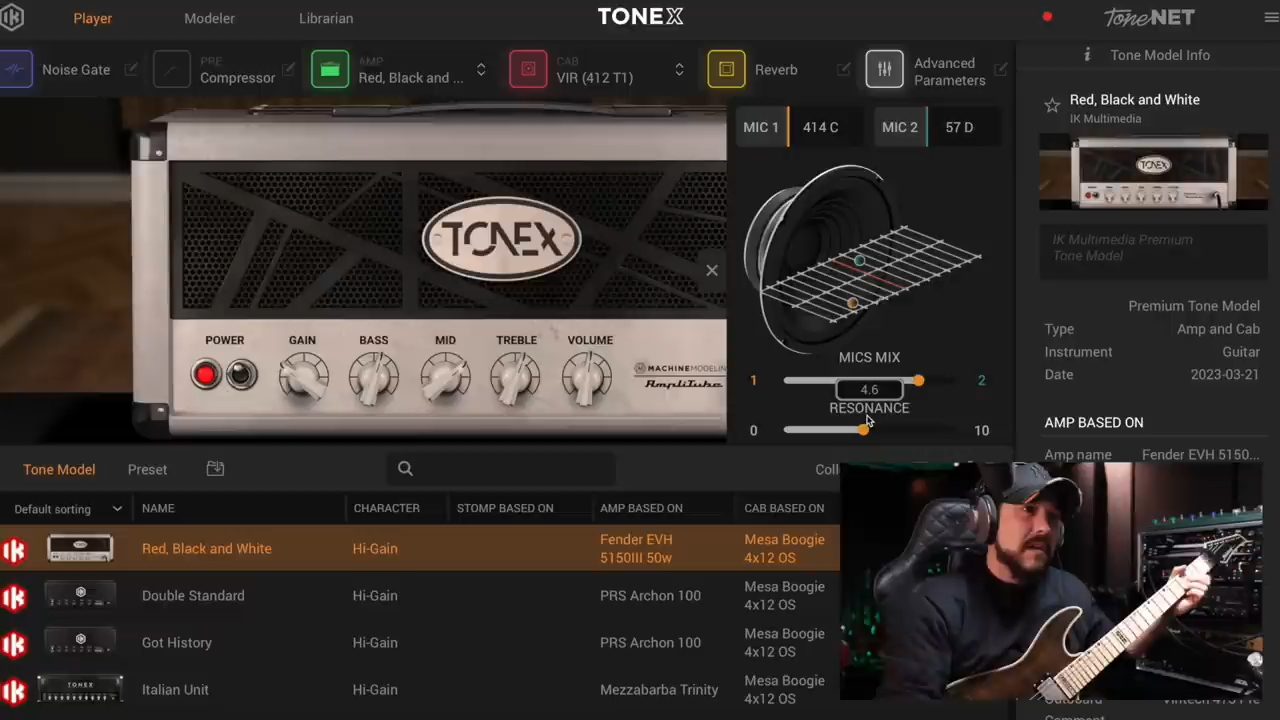 Player
Modeler
Librarian
TONEX
ToneNET
Noise Gate
PRE
Compressor
AMP
Red, Black and ...
CAB
VIR (412 T1)
Reverb
Advanced
Parameters
Tone Model Info
MIC 1
414 C
MIC 2
57 D
Red, Black and White
IK Multimedia
TONEX
TONEX
IK Multimedia Premium
Tone Model
Premium Tone Model
POWER
GAIN
BASS
MID
TREBLE
VOLUME
MACHINE MODELIN
AmpliTube
MICS MIX
1
2
4.6
RESONANCE
0
10
Type
Amp and Cab
Instrument
Guitar
Date
2023-03-21
AMP BASED ON
Amp name
Fender EVH 5150...
Tone Model
Preset
Coll
Default sorting
NAME
CHARACTER
STOMP BASED ON
AMP BASED ON
CAB BASED ON
Red, Black and White
Hi-Gain
Fender EVH
5150III 50w
Mesa Boogie
4x12 OS
Double Standard
Hi-Gain
PRS Archon 100
Mesa Boogie
4x12 OS
Got History
Hi-Gain
PRS Archon 100
Mesa Boogie
4x12 OS
TONEX
Italian Unit
Hi-Gain
Mezzabarba Trinity
Mesa Boogie
4x12 OS